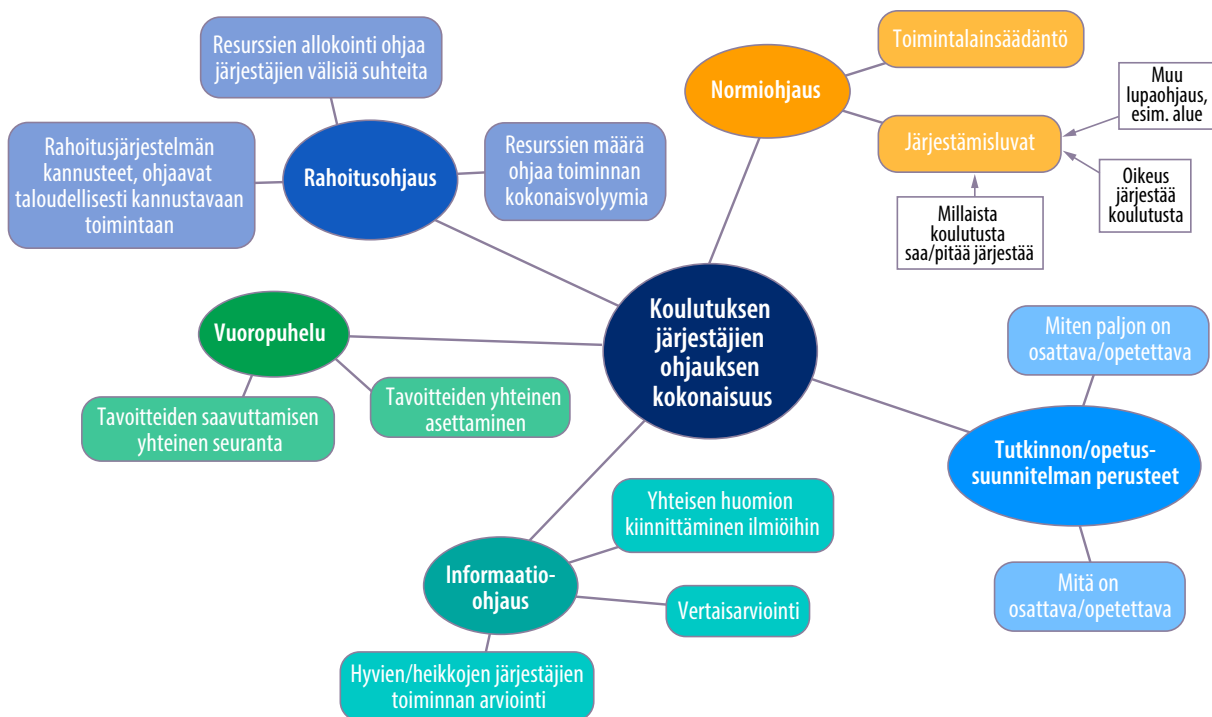 Resurssien allokointi ohjaa
järjestäjien välisiä suhteita
Rahoitusjärjestelmän
kannusteet, ohjaavat
taloudellisesti kannustavaan
toimintaan
Rahoitusohjaus
Resurssien määrä
ohjaa toiminnan
kokonaisvolyymia
Normiohjaus
Toimintalainsäädäntö
Järjestämisluvat
Muu
lupaohjaus,
esim. alue
Oikeus
järjestää
koulutusta
Millaista
koulutusta
saa/pitää järjestää
Koulutuksen
järjestäjien
ohjauksen
kokonaisuus
Vuoropuhelu
Tavoitteiden saavuttamisen
yhteinen seuranta
Tavoitteiden yhteinen
asettaminen
Miten paljon on
osattava/opetettava
Tutkinnon/opetus-
suunnitelman perusteet
Mitä on
osattava/opetettava
Informaatio-
ohjaus
Yhteisen huomion
kiinnittäminen ilmiöihin
Vertaisarviointi
Hyvien/heikkojen järjestäjien
toiminnan arviointi